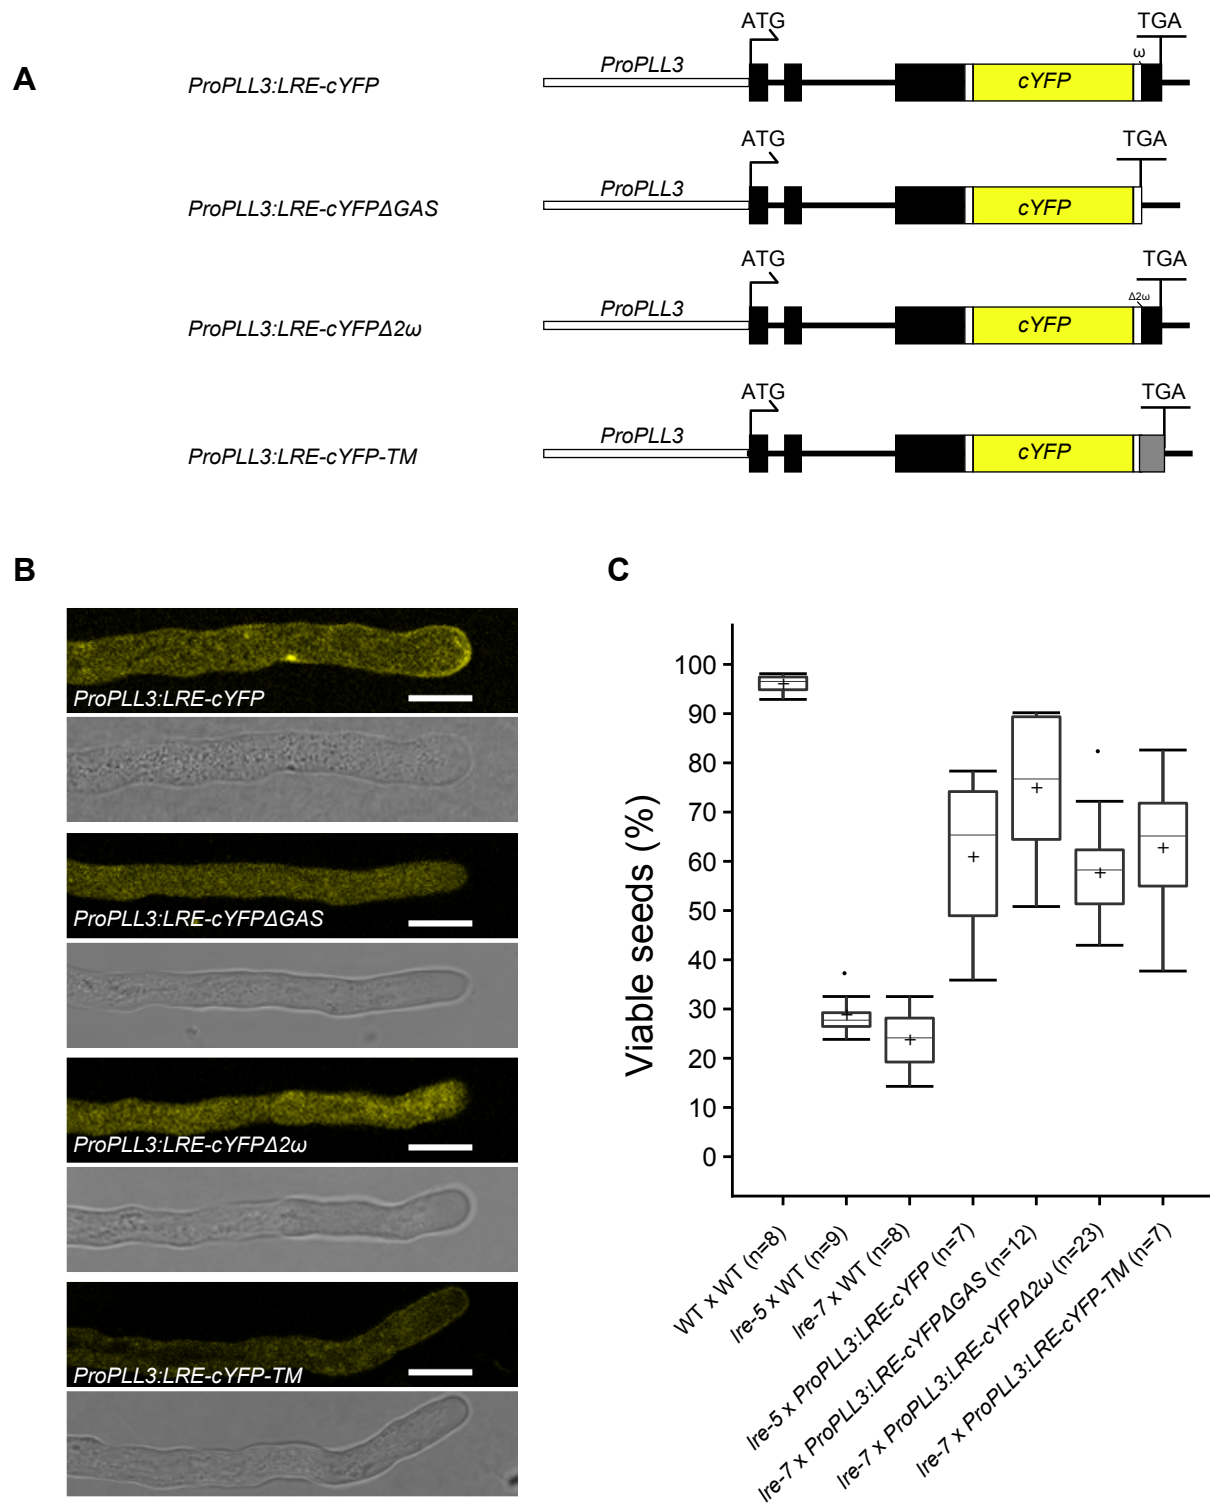 A
ProPLL3:LRE-cYFP
ProPLL3
ATG
cYFP
ω
TGA
ProPLL3:LRE-cYFPΔGAS
ProPLL3
ATG
cYFP
TGA
ProPLL3:LRE-cYFPΔ2ω
ProPLL3
ATG
cYFP
Δ2ω
TGA
ProPLL3:LRE-cYFP-TM
ProPLL3
ATG
cYFP
TGA
B
ProPLL3:LRE-cYFP
ProPLL3:LRE-cYFPΔGAS
ProPLL3:LRE-cYFPΔ2ω
ProPLL3:LRE-cYFP-TM
C
Viable seeds (%)
100
90
80
70
60
50
40
30
20
10
0
WT x WT (n=8)
lre-5 x WT (n=9)
lre-7 x WT (n=8)
lre-5 x ProPLL3:LRE-cYFP (n=7)
lre-7 x ProPLL3:LRE-cYFPΔGAS (n=12)
lre-7 x ProPLL3:LRE-cYFPΔ2ω (n=23)
lre-7 x ProPLL3:LRE-cYFP-TM (n=7)